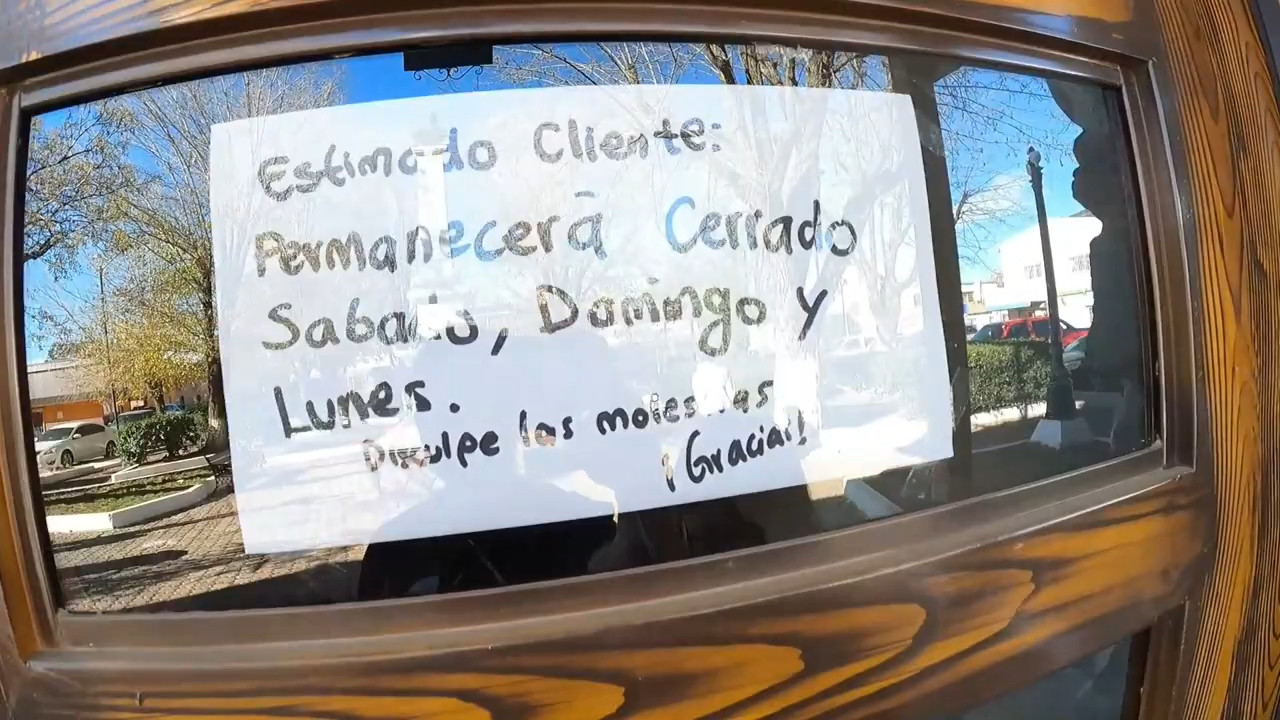 Estimado Cliente:
Permanecerá Cerrado
Sabado, Domingo y
Lunes.
Disculpe las molestias
¡Gracias!